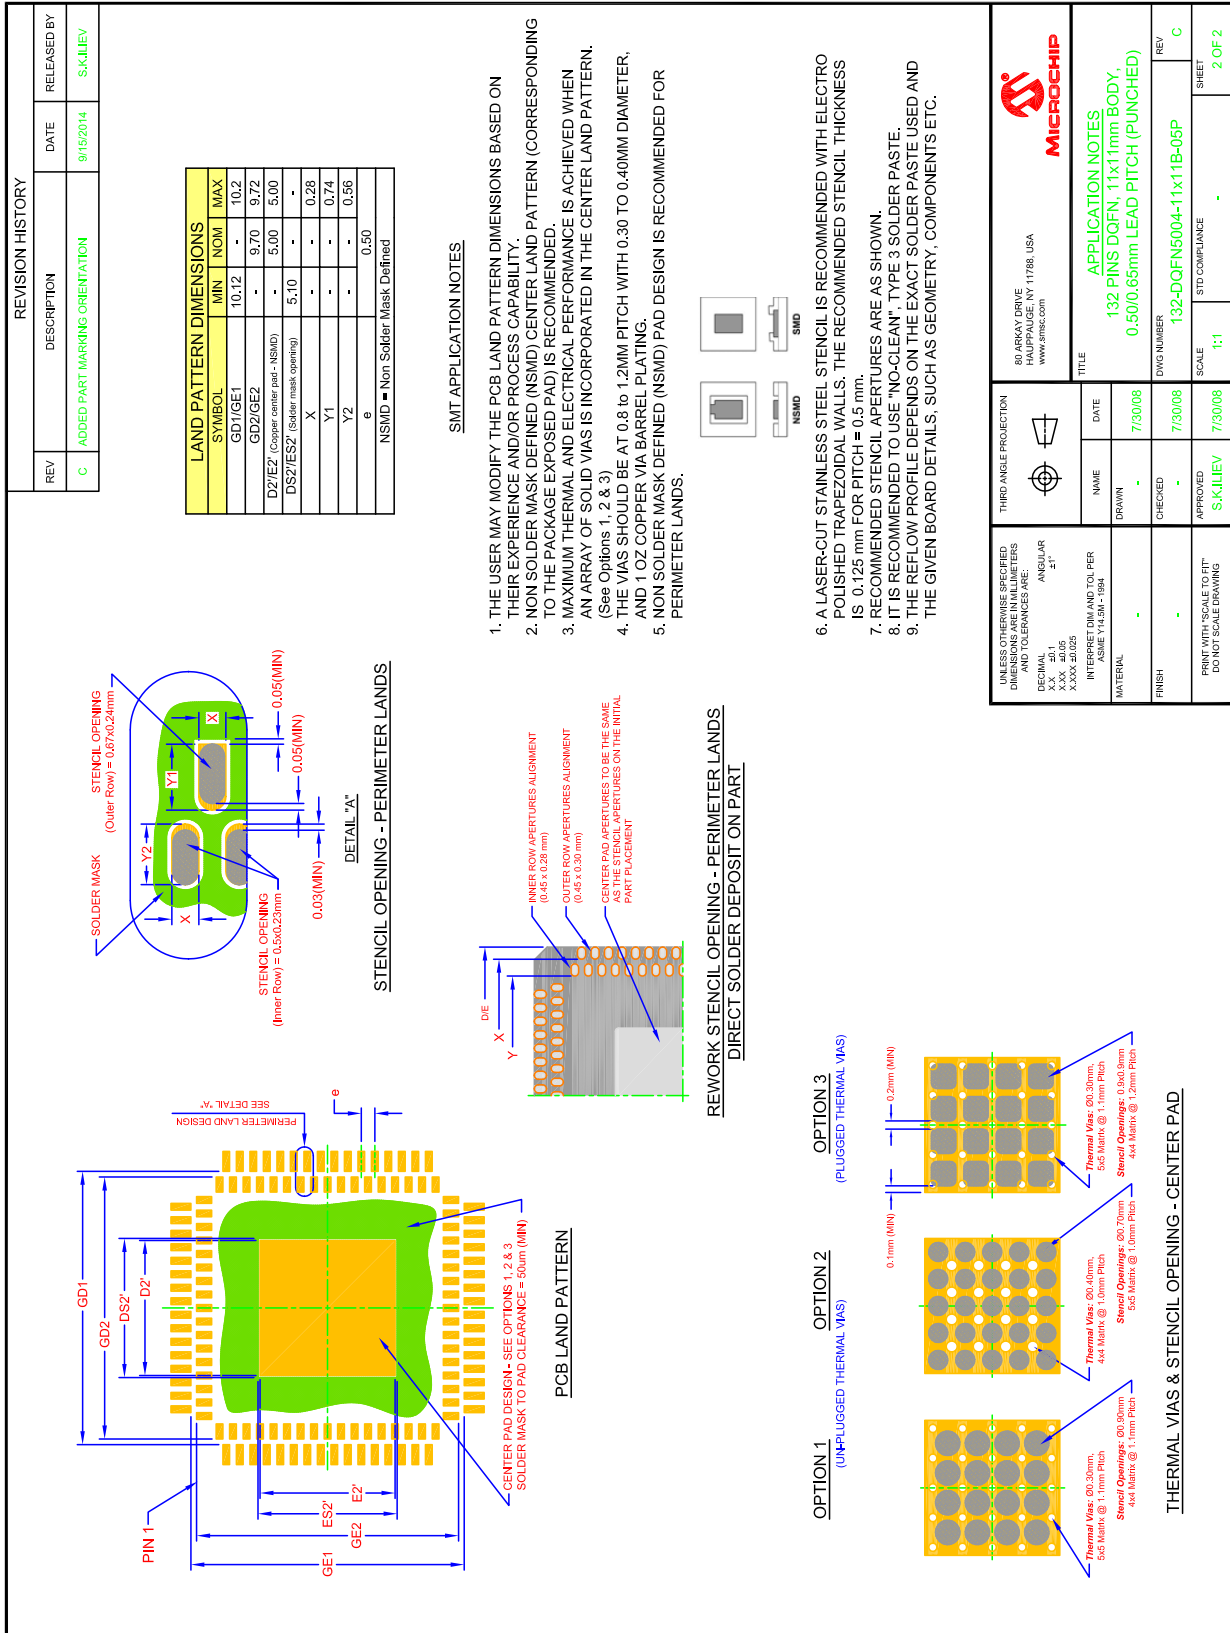 REVISION HISTORY
REV DESCRIPTION DATE RELEASED BY
C ADDED PART MARKING ORIENTATION 9/15/2014 S.K.ILIEV
PIN 1
GD1
GD2
DS2'
D2'
GE1
GE2
ES2'
E2'
e
PERIMETER LAND DESIGN
SEE DETAIL "A"
CENTER PAD DESIGN - SEE OPTIONS 1, 2 & 3
SOLDER MASK TO PAD CLEARANCE = 50um (MIN)
PCB LAND PATTERN
SOLDER MASK
STENCIL OPENING
(Outer Row) = 0.67x0.24mm
Y2
Y1
X
X
STENCIL OPENING
(Inner Row) = 0.5x0.23mm
0.05(MIN)
0.05(MIN)
0.03(MIN)
DETAIL "A"
STENCIL OPENING - PERIMETER LANDS
LAND PATTERN DIMENSIONS
SYMBOL MIN NOM MAX
GD1/GE1 10.12 - 10.2
GD2/GE2 - 9.70 9.72
D2'/E2' (Copper center pad - NSMD) - 5.00 5.00
DS2'/ES2' (Solder mask opening) 5.10 - -
X - - 0.28
Y1 - - 0.74
Y2 - - 0.56
e 0.50
NSMD = Non Solder Mask Defined
D/E
X
Y
INNER ROW APERTURES ALIGNMENT
(0.45 x 0.28 mm)
OUTER ROW APERTURES ALIGNMENT
(0.45 x 0.30 mm)
CENTER PAD APERTURES TO BE THE SAME
AS THE STENCIL APERTURES ON THE INITIAL
PART PLACEMENT
REWORK STENCIL OPENING - PERIMETER LANDS
DIRECT SOLDER DEPOSIT ON PART
SMT APPLICATION NOTES
1. THE USER MAY MODIFY THE PCB LAND PATTERN DIMENSIONS BASED ON
THEIR EXPERIENCE AND/OR PROCESS CAPABILITY.
2. NON SOLDER MASK DEFINED (NSMD) CENTER LAND PATTERN (CORRESPONDING
TO THE PACKAGE EXPOSED PAD) IS RECOMMENDED.
3. MAXIMUM THERMAL AND ELECTRICAL PERFORMANCE IS ACHIEVED WHEN
AN ARRAY OF SOLID VIAS IS INCORPORATED IN THE CENTER LAND PATTERN.
(See Options 1, 2 & 3)
4. THE VIAS SHOULD BE AT 0.8 to 1.2MM PITCH WITH 0.30 TO 0.40MM DIAMETER,
AND 1 OZ COPPER VIA BARREL PLATING.
5. NON SOLDER MASK DEFINED (NSMD) PAD DESIGN IS RECOMMENDED FOR
PERIMETER LANDS.
NSMD
SMD
6. A LASER-CUT STAINLESS STEEL STENCIL IS RECOMMENDED WITH ELECTRO
POLISHED TRAPEZOIDAL WALLS. THE RECOMMENDED STENCIL THICKNESS
IS 0.125 mm FOR PITCH = 0.5 mm.
7. RECOMMENDED STENCIL APERTURES ARE AS SHOWN.
8. IT IS RECOMMENDED TO USE "NO-CLEAN", TYPE 3 SOLDER PASTE.
9. THE REFLOW PROFILE DEPENDS ON THE EXACT SOLDER PASTE USED AND
THE GIVEN BOARD DETAILS, SUCH AS GEOMETRY, COMPONENTS ETC.
OPTION 1
OPTION 2
(UN-PLUGGED THERMAL VIAS)
OPTION 3
(PLUGGED THERMAL VIAS)
0.1mm (MIN)
0.2mm (MIN)
Thermal Vias: Ø0.30mm,
5x5 Matrix @ 1.1mm Pitch
Stencil Openings: Ø0.90mm
4x4 Matrix @ 1.1mm Pitch
Thermal Vias: Ø0.40mm,
4x4 Matrix @ 1.0mm Pitch
Stencil Openings: Ø0.70mm
5x5 Matrix @ 1.0mm Pitch
Thermal Vias: Ø0.30mm,
5x5 Matrix @ 1.1mm Pitch
Stencil Openings: 0.9x0.9mm
4x4 Matrix @ 1.2mm Pitch
THERMAL VIAS & STENCIL OPENING - CENTER PAD
UNLESS OTHERWISE SPECIFIED
DIMENSIONS ARE IN MILLIMETERS
AND TOLERANCES ARE:
DECIMAL ANGULAR
X.X ±0.1 ±1°
X.XX ±0.05
X.XXX ±0.025
INTERPRET DIM AND TOL PER
ASME Y14.5M - 1994
MATERIAL
-
FINISH
-
PRINT WITH "SCALE TO FIT"
DO NOT SCALE DRAWING
THIRD ANGLE PROJECTION
NAME DATE
DRAWN
- 7/30/08
CHECKED
- 7/30/08
APPROVED
S.K.ILIEV 7/30/08
80 ARKAY DRIVE
HAUPPAUGE, NY 11788, USA
www.smsc.com
MICROCHIP
TITLE
APPLICATION NOTES
132 PINS DQFN, 11x11mm BODY,
0.50/0.65mm LEAD PITCH (PUNCHED)
DWG NUMBER REV
132-DQFN5004-11x11B-05P C
SCALE STD COMPLIANCE SHEET
1:1 - 2 OF 2